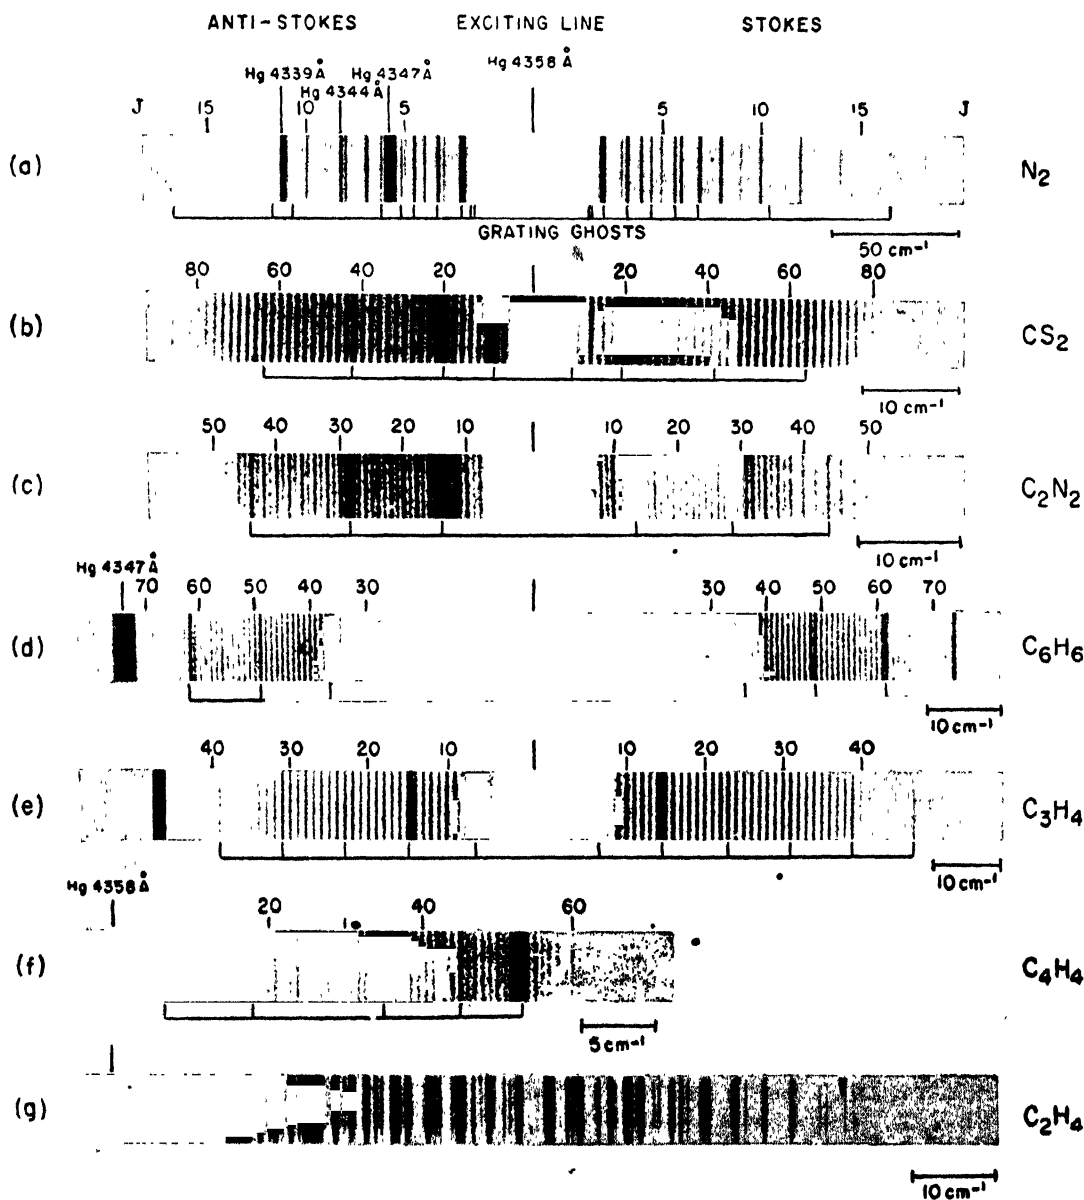 ANTI-STOKES EXCITING LINE STOKES
Hg 4358 Å
Hg 4339 Å Hg 4347 Å
Hg 4344 Å
J 15 10 5 5 10 15 J
(a) N₂
GRATING GHOSTS
50 cm⁻¹
80 60 40 20 20 40 60 80
(b) CS₂
10 cm⁻¹
50 40 30 20 10 10 20 30 40 50
(c) C₂N₂
10 cm⁻¹
Hg 4347 Å
70 60 50 40 30 30 40 50 60 70
(d) C₆H₆
10 cm⁻¹
40 30 20 10 10 20 30 40
(e) C₃H₄
10 cm⁻¹
Hg 4358 Å
20 40 60
(f) C₄H₄
5 cm⁻¹
(g) C₂H₄
10 cm⁻¹